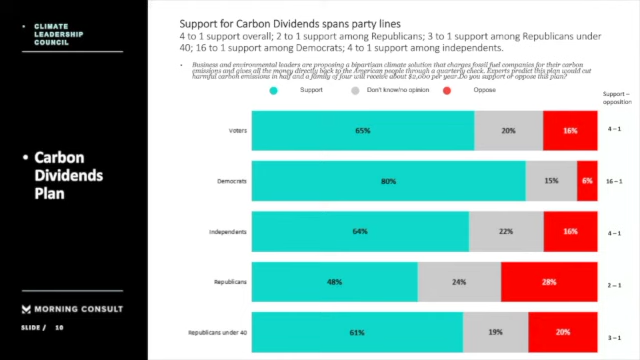 CLIMATE
LEADERSHIP
COUNCIL
Carbon
Dividends
Plan
MORNING CONSULT
SLIDE / 10
Support for Carbon Dividends spans party lines
4 to 1 support overall; 2 to 1 support among Republicans; 3 to 1 support among Republicans under
40; 16 to 1 support among Democrats; 4 to 1 support among independents.
Business and environmental leaders are proposing a bipartisan climate solution that charges fossil fuel companies for their carbon
emissions and gives all the money directly back to the American people through a quarterly check. Experts predict this plan would cut
harmful carbon emissions in half and a family of four will receive about $2,000 per year.Do you support or oppose this plan?
Support Don't know/no opinion Oppose
Support –
opposition
Voters 65% 20% 16% 4 – 1
Democrats 80% 15% 6% 16 – 1
Independents 64% 22% 16% 4 – 1
Republicans 48% 24% 28% 2 – 1
Republicans under 40 61% 19% 20% 3 – 1